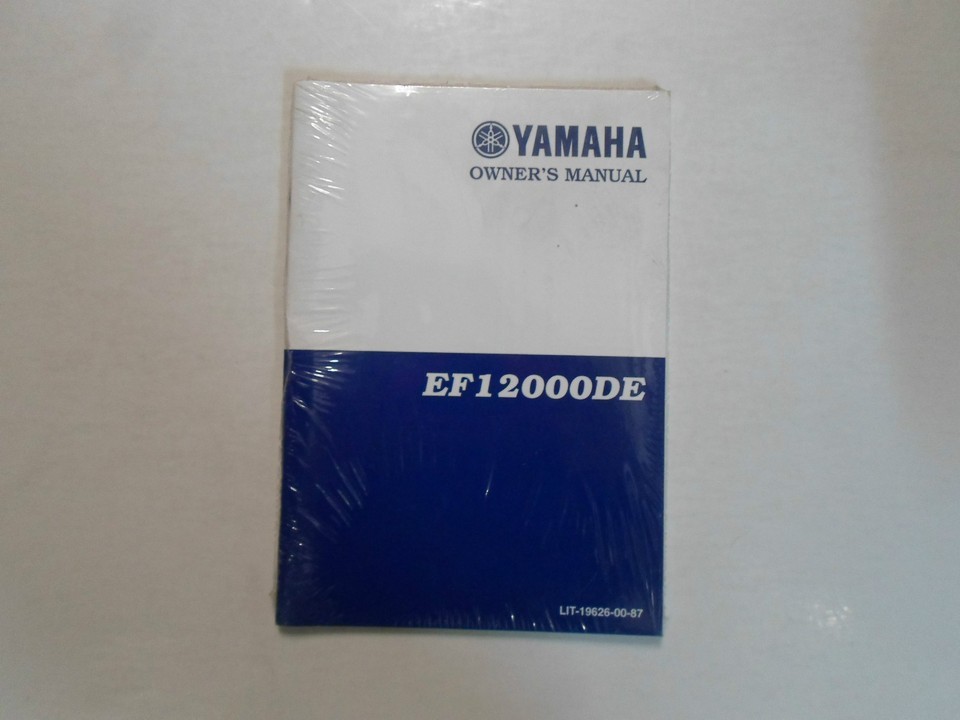 YAMAHA
OWNER'S MANUAL
EF12000DE
LIT-19626-00-87